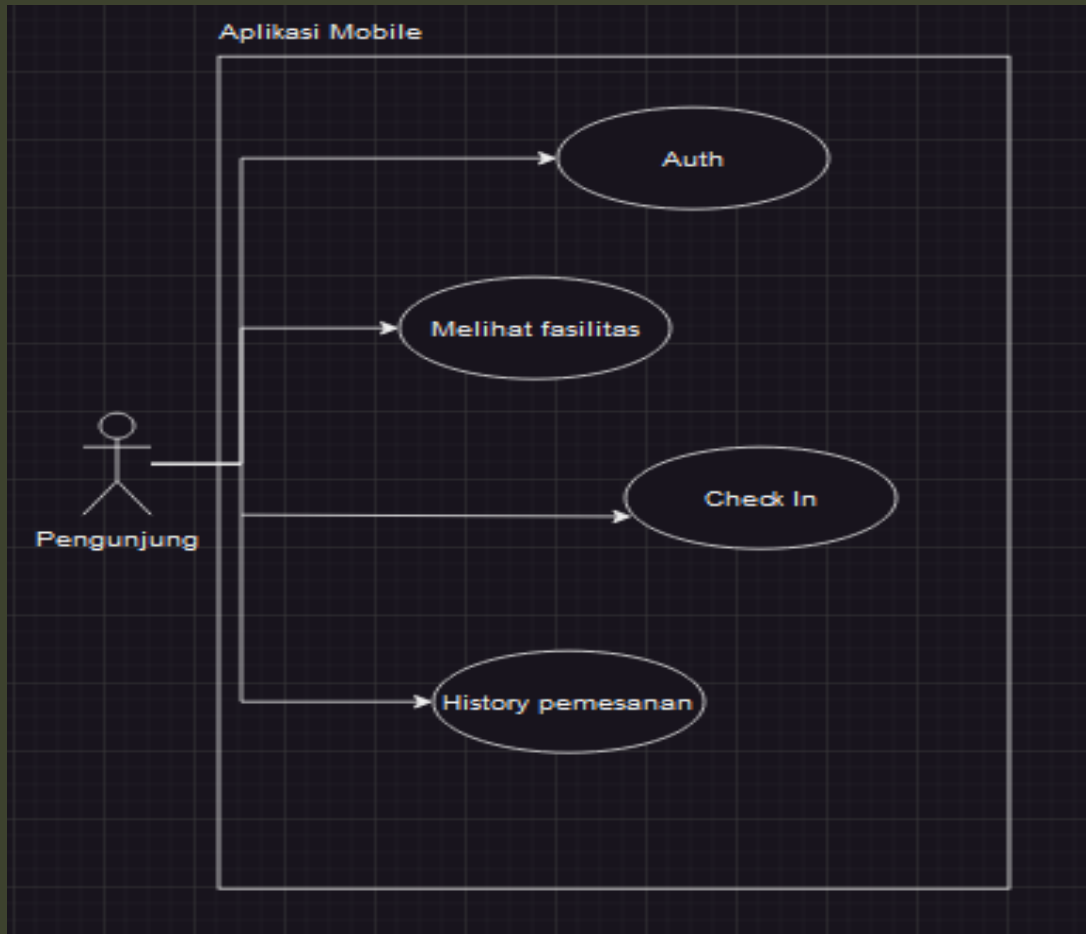 Aplikasi Mobile
Auth
Melihat fasilitas
Check In
Pengunjung
History pemesanan